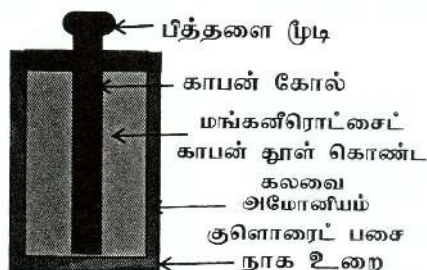 பித்தளை மூடி
காபன் கோல்
மங்கனீரொட்சைட்
காபன் தூள் கொண்ட
கலவை
அமோனியம்
குளொரைட் பசை
நாக உறை